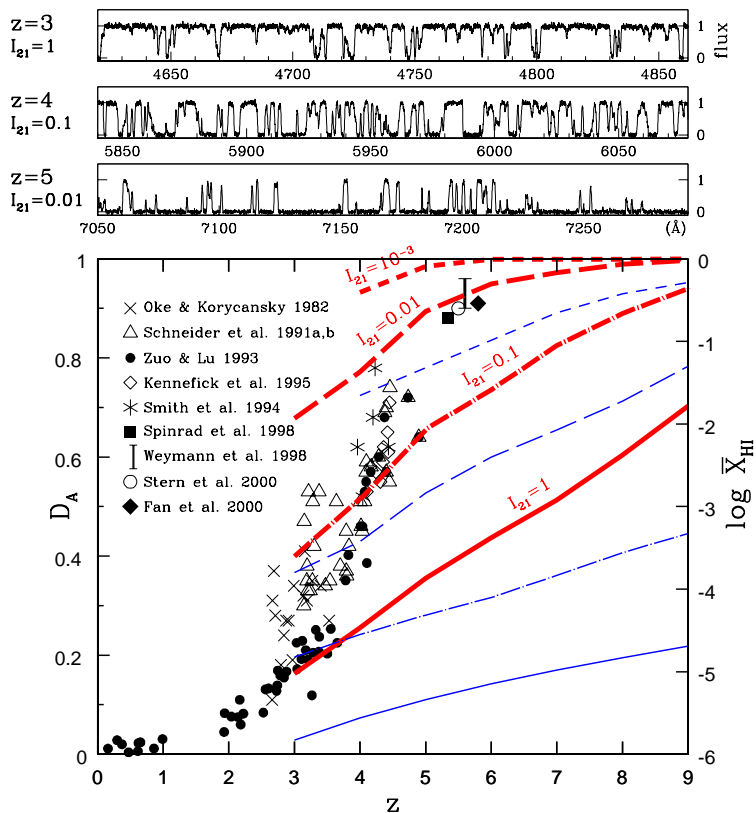 z=3
I21=1
1
0
flux
4650 4700 4750 4800 4850
z=4
I21=0.1
1
0
5850 5900 5950 6000 6050
z=5
I21=0.01
1
0
7050 7100 7150 7200 7250 (Å)
1
0.8
0.6
0.4
0.2
0
DA
Oke & Korycansky 1982
Schneider et al. 1991a,b
Zuo & Lu 1993
Kennefick et al. 1995
Smith et al. 1994
Spinrad et al. 1998
Weymann et al. 1998
Stern et al. 2000
Fan et al. 2000
I21=10-3
I21=0.01
I21=0.1
I21=1
0
-1
-2
-3
-4
-5
-6
log X̅HI
0 1 2 3 4 5 6 7 8 9
z